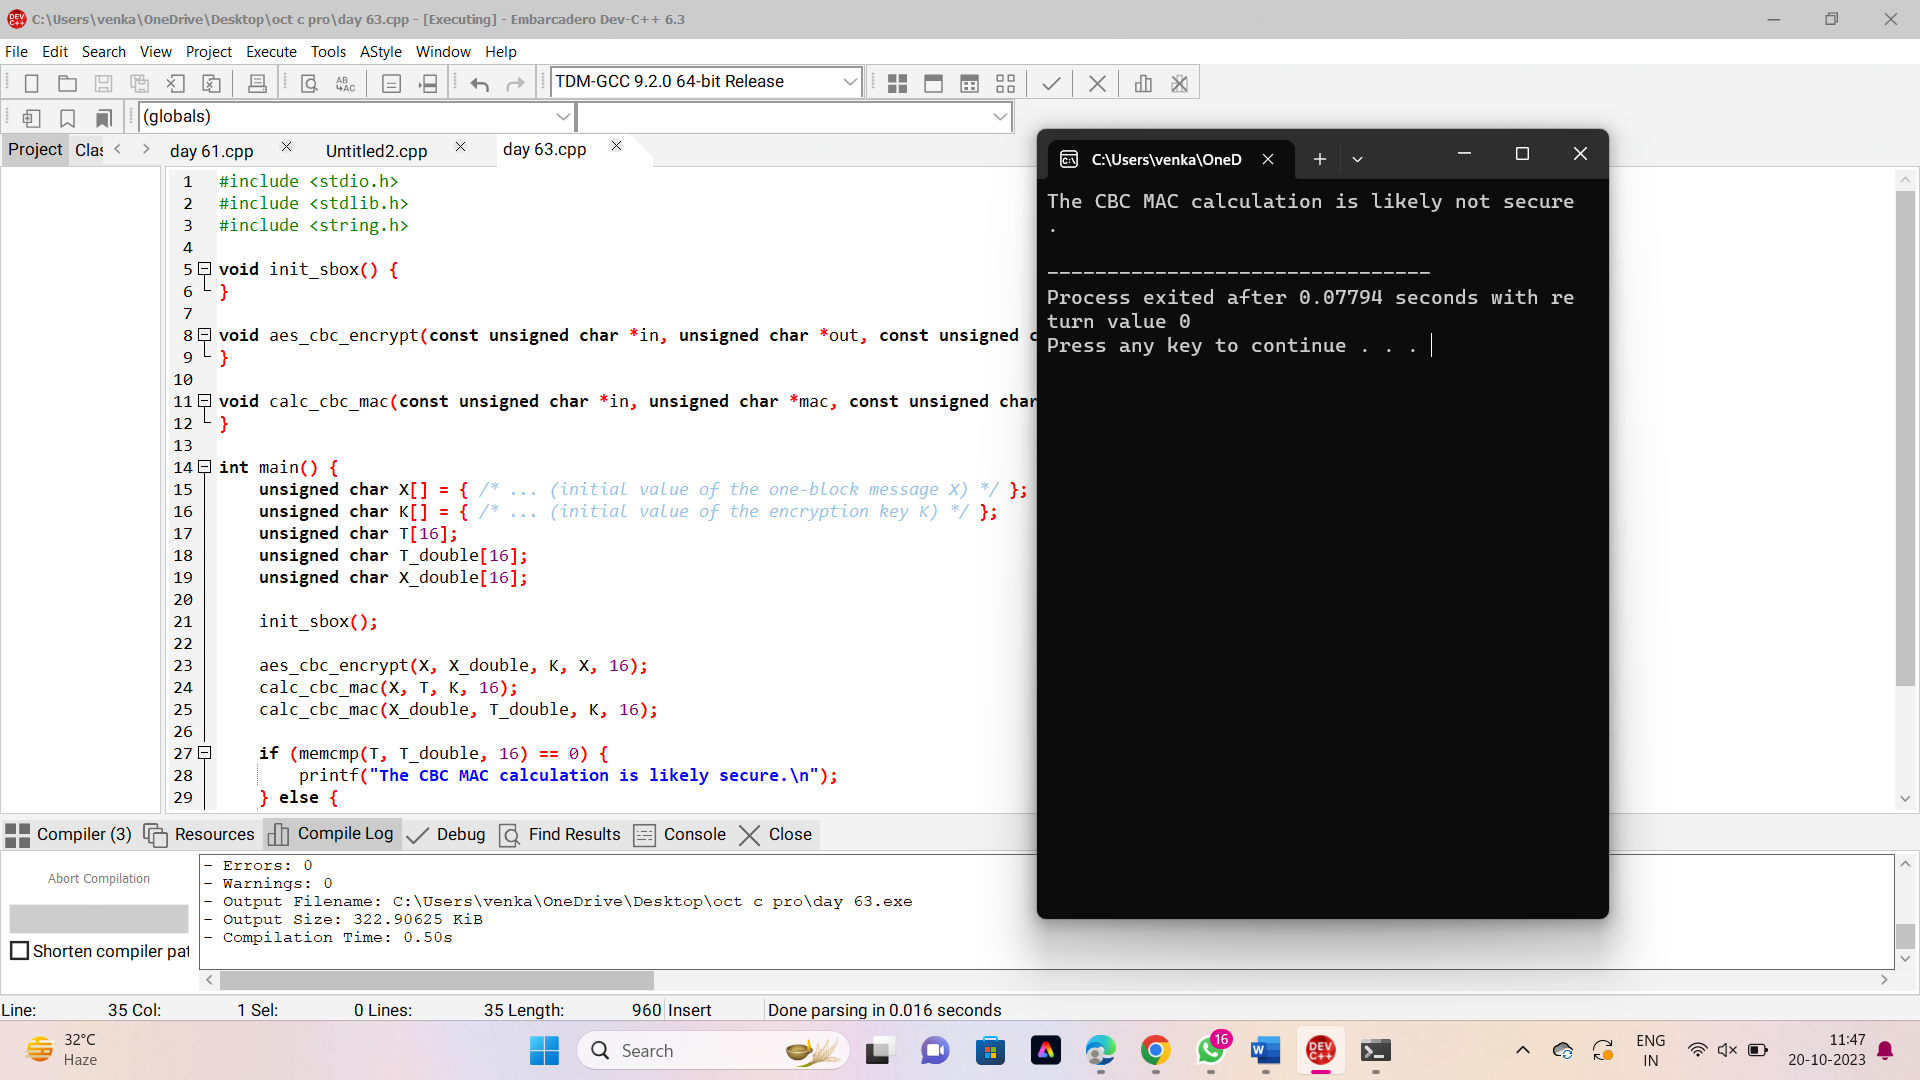 C:\Users\venka\OneDrive\Desktop\oct c pro\day 63.cpp - [Executing] - Embarcadero Dev-C++ 6.3
File Edit Search View Project Execute Tools AStyle Window Help
TDM-GCC 9.2.0 64-bit Release
(globals)
Project Clas day 61.cpp Untitled2.cpp day 63.cpp
1 #include <stdio.h>
2 #include <stdlib.h>
3 #include <string.h>
4
5 void init_sbox() {
6 }
7
8 void aes_cbc_encrypt(const unsigned char *in, unsigned char *out, const unsigned c
9 }
10
11 void calc_cbc_mac(const unsigned char *in, unsigned char *mac, const unsigned char
12 }
13
14 int main() {
15 unsigned char X[] = { /* ... (initial value of the one-block message X) */ };
16 unsigned char K[] = { /* ... (initial value of the encryption key K) */ };
17 unsigned char T[16];
18 unsigned char T_double[16];
19 unsigned char X_double[16];
20
21 init_sbox();
22
23 aes_cbc_encrypt(X, X_double, K, X, 16);
24 calc_cbc_mac(X, T, K, 16);
25 calc_cbc_mac(X_double, T_double, K, 16);
26
27 if (memcmp(T, T_double, 16) == 0) {
28 printf("The CBC MAC calculation is likely secure.\n");
29 } else {
C:\Users\venka\OneD
The CBC MAC calculation is likely not secure
.
--------------------------------
Process exited after 0.07794 seconds with re
turn value 0
Press any key to continue . . .
Compiler (3) Resources Compile Log Debug Find Results Console Close
Abort Compilation
Shorten compiler pat
- Errors: 0
- Warnings: 0
- Output Filename: C:\Users\venka\OneDrive\Desktop\oct c pro\day 63.exe
- Output Size: 322.90625 KiB
- Compilation Time: 0.50s
Line: 35 Col: 1 Sel: 0 Lines: 35 Length: 960 Insert Done parsing in 0.016 seconds
32°C
Haze
Search
16
DEV C++
ENG
IN
11:47
20-10-2023